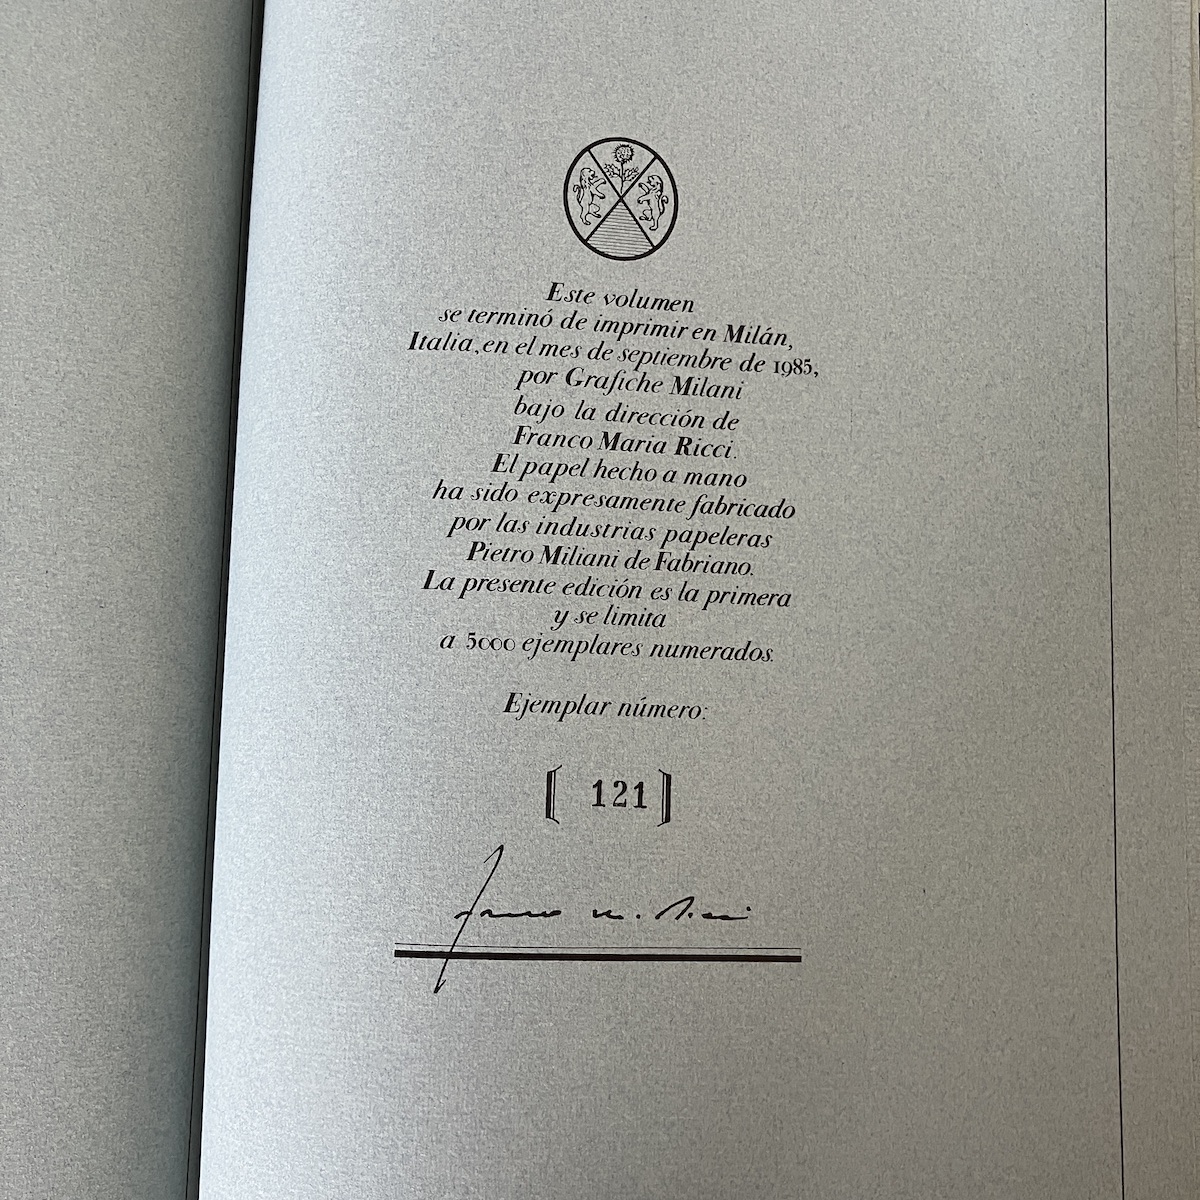 Este volumen
se terminó de imprimir en Milán,
Italia, en el mes de septiembre de 1985,
por Grafiche Milani
bajo la dirección de
Franco Maria Ricci.
El papel hecho a mano
ha sido expresamente fabricado
por las industrias papeleras
Pietro Miliani de Fabriano.
La presente edición es la primera
y se limita
a 5000 ejemplares numerados.
Ejemplar número:
[ 121 ]
Franco M. Ricci